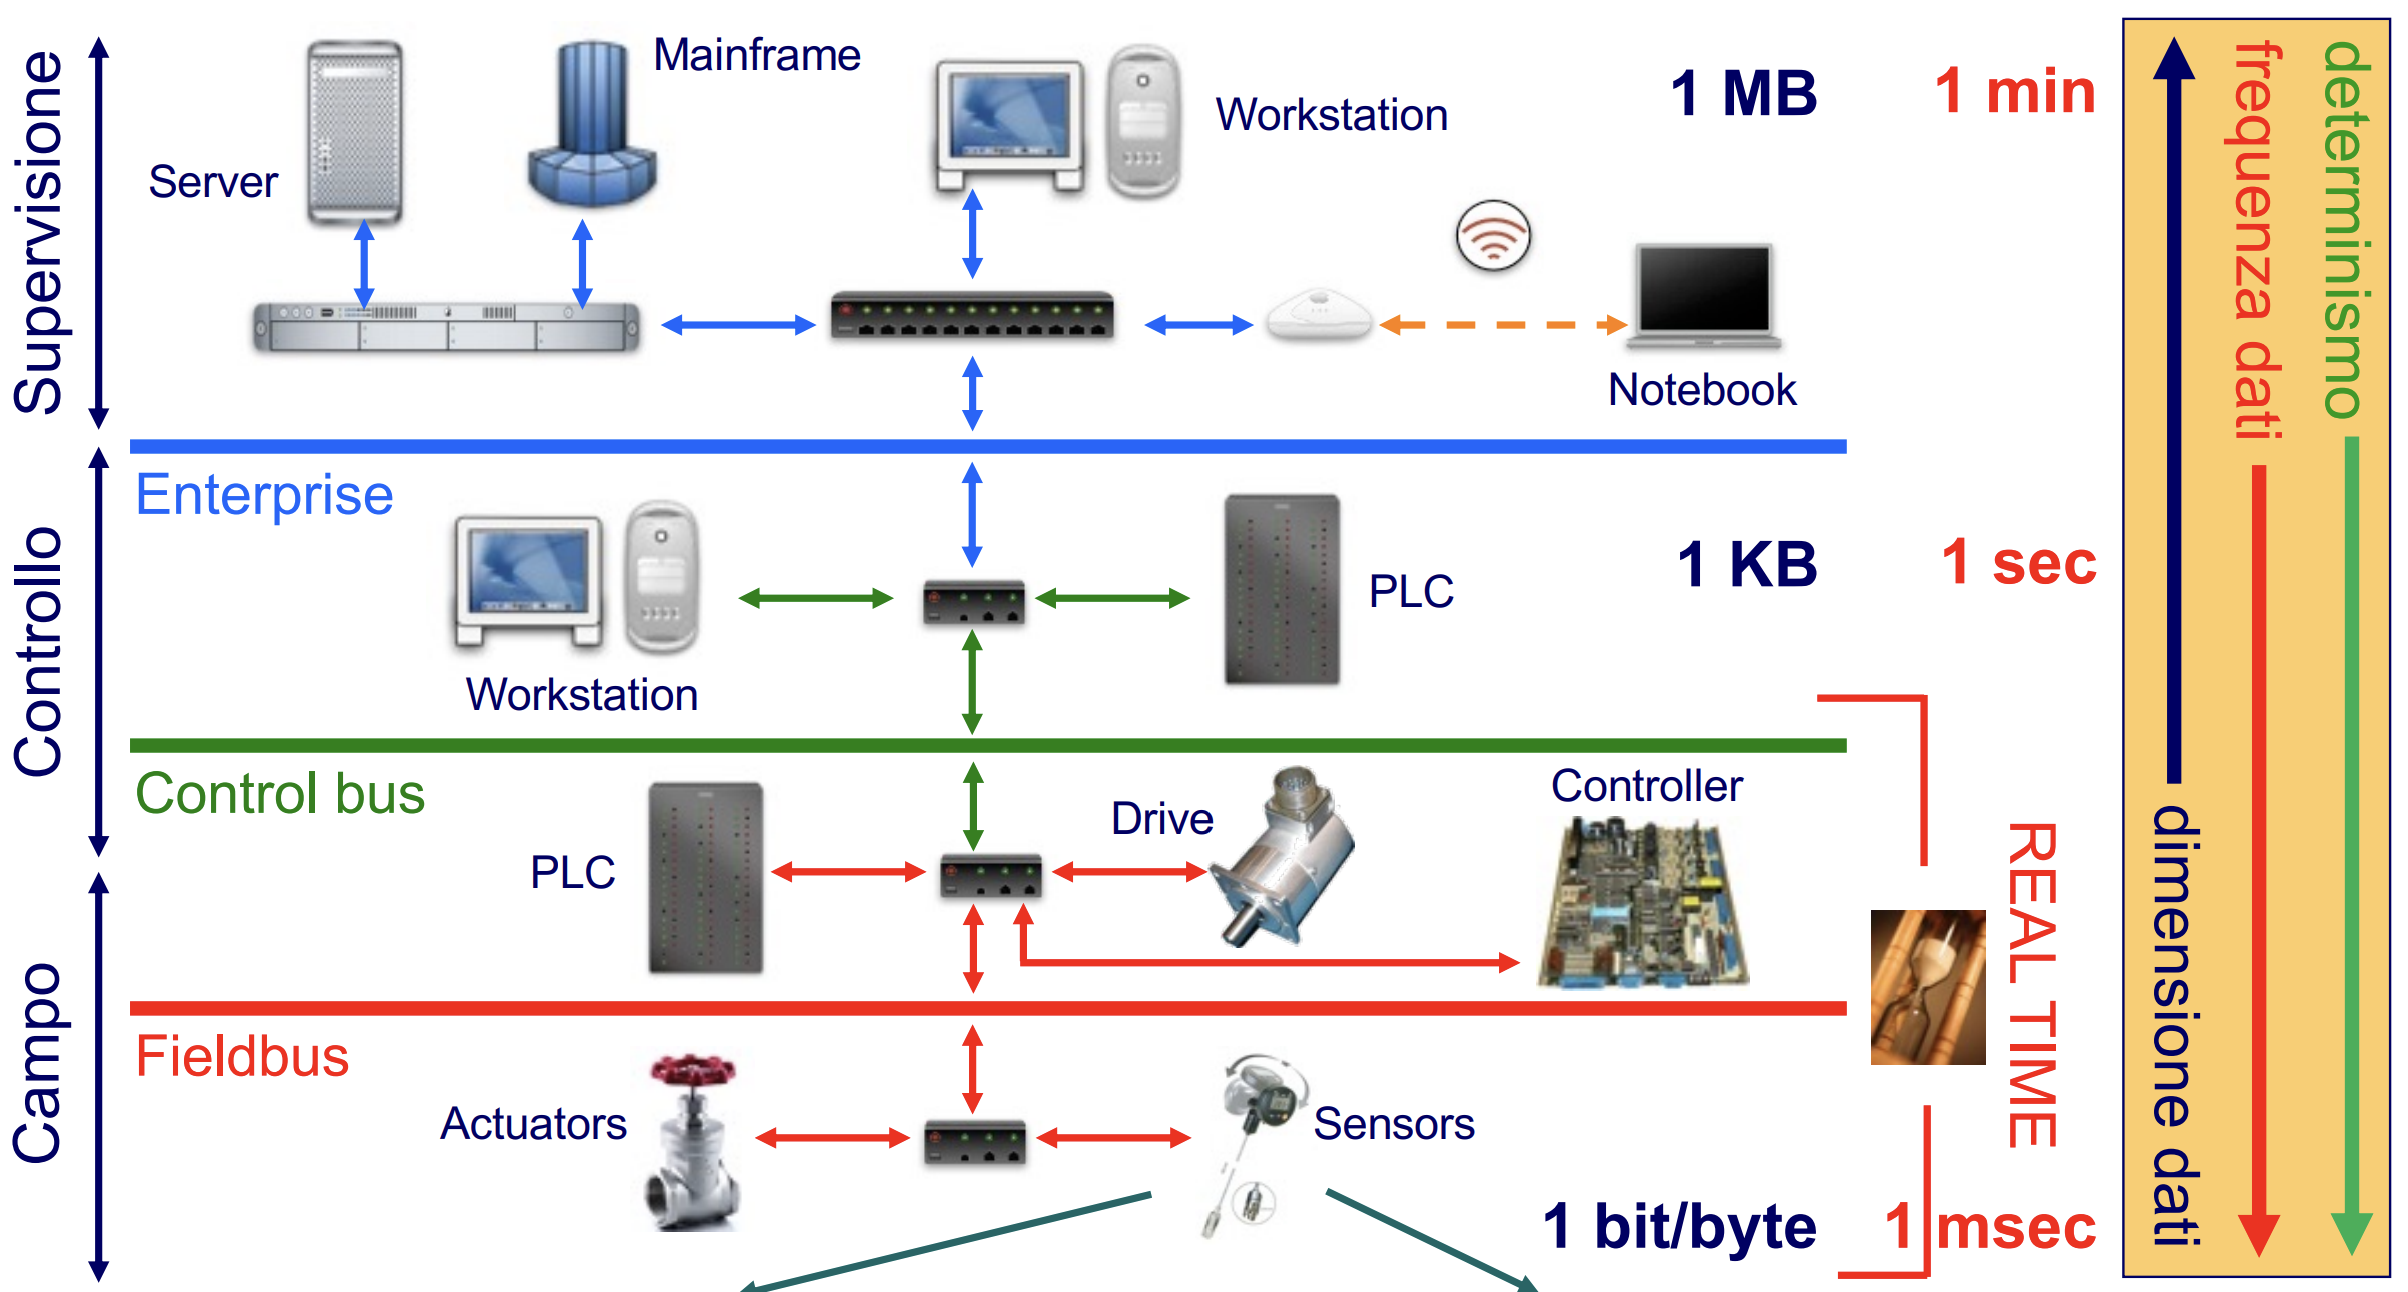 Supervisione
Server
Mainframe
Workstation
1 MB
1 min
Notebook
Enterprise
Controllo
Workstation
PLC
1 KB
1 sec
Control bus
PLC
Drive
Controller
Campo
Fieldbus
Actuators
Sensors
1 bit/byte
1 msec
REAL TIME
dimensione dati
frequenza dati
determinismo